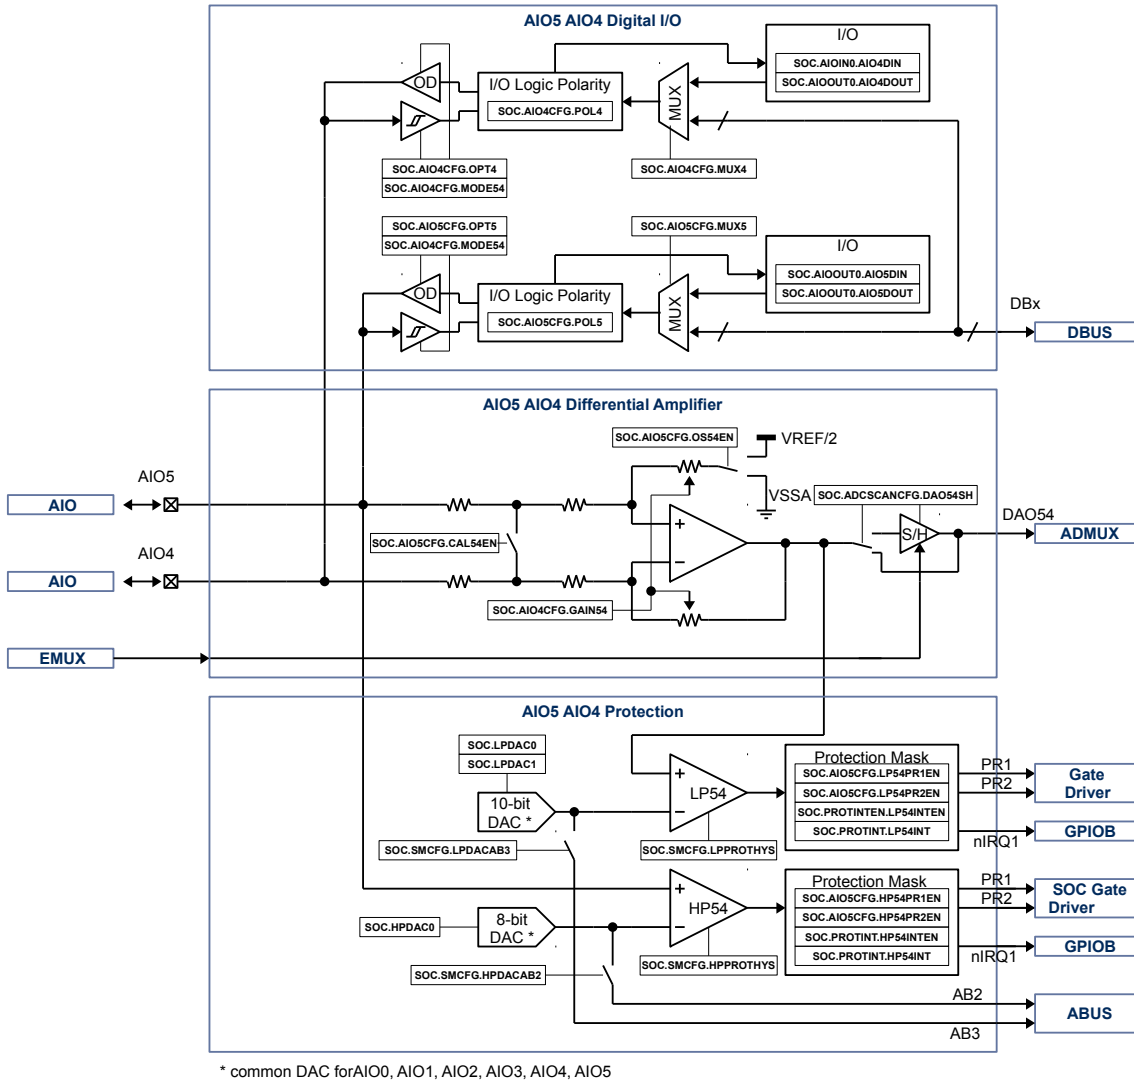 AIO5 AIO4 Digital I/O
I/O
SOC.AIOIN0.AIO4DIN
SOC.AIOOUT0.AIO4DOUT
OD
I/O Logic Polarity
SOC.AIO4CFG.POL4
MUX
SOC.AIO4CFG.OPT4
SOC.AIO4CFG.MODE54
SOC.AIO4CFG.MUX4
SOC.AIO5CFG.OPT5
SOC.AIO4CFG.MODE54
SOC.AIO5CFG.MUX5
I/O
SOC.AIOOUT0.AIO5DIN
SOC.AIOOUT0.AIO5DOUT
OD
I/O Logic Polarity
SOC.AIO5CFG.POL5
MUX
DBx
DBUS
AIO5 AIO4 Differential Amplifier
SOC.AIO5CFG.OS54EN
VREF/2
AIO5
AIO
VSSA
SOC.ADCSCANCFG.DAO54SH
DAO54
+
S/H
ADMUX
SOC.AIO5CFG.CAL54EN
AIO4
AIO
−
SOC.AIO4CFG.GAIN54
EMUX
AIO5 AIO4 Protection
SOC.LPDAC0
SOC.LPDAC1
10-bit
DAC *
+
LP54
−
Protection Mask
SOC.AIO5CFG.LP54PR1EN
SOC.AIO5CFG.LP54PR2EN
SOC.PROTINTEN.LP54INTEN
SOC.PROTINT.LP54INT
PR1
PR2
Gate
Driver
nIRQ1
GPIOB
SOC.SMCFG.LPDACAB3
SOC.SMCFG.LPPROTHYS
SOC.HPDAC0
8-bit
DAC *
+
HP54
−
Protection Mask
SOC.AIO5CFG.HP54PR1EN
SOC.AIO5CFG.HP54PR2EN
SOC.PROTINT.HP54INTEN
SOC.PROTINT.HP54INT
PR1
PR2
SOC Gate
Driver
nIRQ1
GPIOB
SOC.SMCFG.HPDACAB2
SOC.SMCFG.HPPROTHYS
AB2
AB3
ABUS
* common DAC forAIO0, AIO1, AIO2, AIO3, AIO4, AIO5